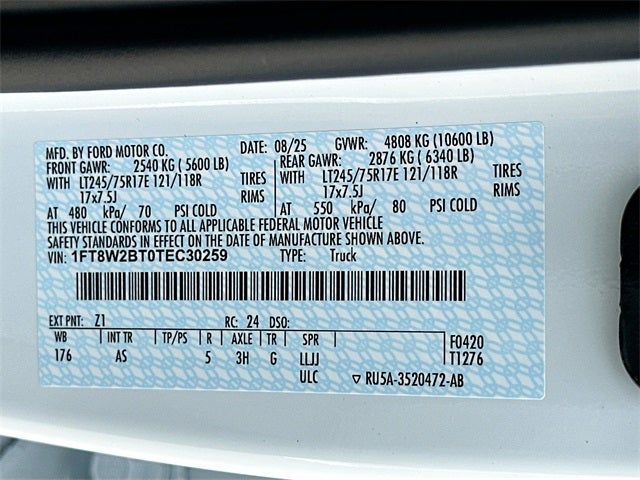 MFD. BY FORD MOTOR CO. DATE: 08/25 GVWR: 4808 KG (10600 LB)
FRONT GAWR: 2540 KG ( 5600 LB) REAR GAWR: 2876 KG ( 6340 LB)
WITH LT245/75R17E 121/118R TIRES WITH LT245/75R17E 121/118R TIRES
17x7.5J RIMS 17x7.5J RIMS
AT 480 kPa/ 70 PSI COLD AT 550 kPa/ 80 PSI COLD
THIS VEHICLE CONFORMS TO ALL APPLICABLE FEDERAL MOTOR VEHICLE
SAFETY STANDARDS IN EFFECT ON THE DATE OF MANUFACTURE SHOWN ABOVE.
VIN: 1FT8W2BT0TEC30259 TYPE: Truck
EXT PNT: Z1 RC: 24 DSO:
WB INT TR TP/PS R AXLE TR SPR F0420
176 AS 5 3H G LLJJ T1276
ULC RU5A-3520472-AB